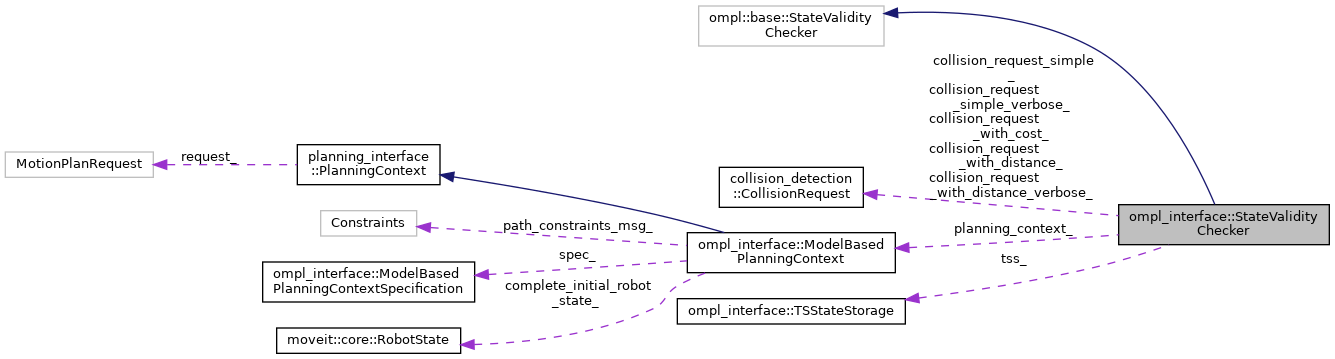 ompl::base::StateValidity
Checker
collision_request_simple
_
collision_request
_simple_verbose_
collision_request
_with_cost_
collision_request
_with_distance_
collision_request
_with_distance_verbose_
MotionPlanRequest
request_
planning_interface
::PlanningContext
collision_detection
::CollisionRequest
ompl_interface::StateValidity
Checker
Constraints
path_constraints_msg_
ompl_interface::ModelBased
PlanningContext
planning_context_
spec_
ompl_interface::ModelBased
PlanningContextSpecification
complete_initial_robot
_state_
tss_
ompl_interface::TSStateStorage
moveit::core::RobotState